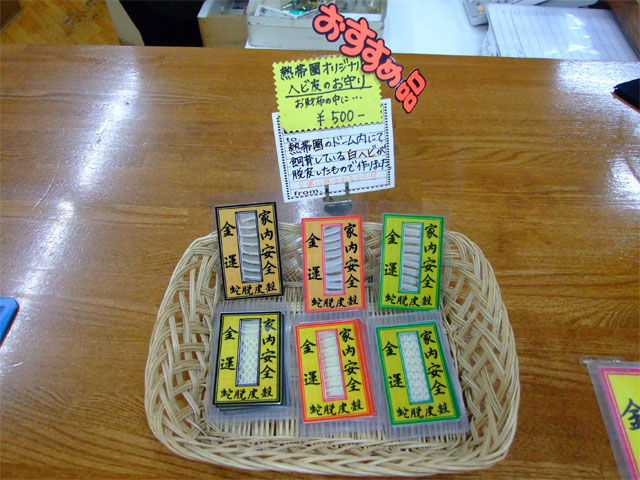 おすすめ品
熱帯圏オリジナル
ヘビ皮のお守り
お財布の中に…
¥500-
熱帯圏のドーム内にて
飼育している白ヘビが
脱皮したもので作りました
from.
家内安全
金運
蛇脱皮殻
家内安全
金運
蛇脱皮殻
家内安全
金運
蛇脱皮殻
家内安全
金運
蛇脱皮殻
家内安全
金運
蛇脱皮殻
家内安全
金運
蛇脱皮殻
金